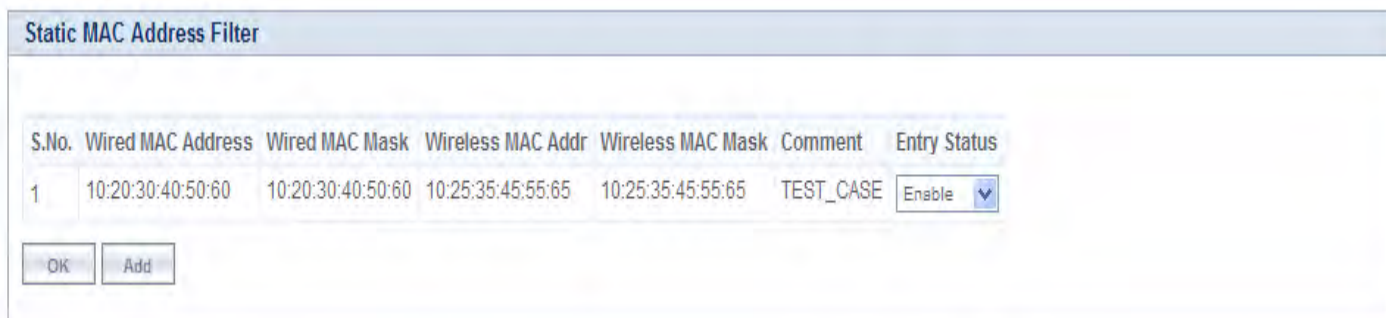 Static MAC Address Filter
S.No. Wired MAC Address Wired MAC Mask Wireless MAC Addr Wireless MAC Mask Comment Entry Status
1 10:20:30:40:50:60 10:20:30:40:50:60 10:25:35:45:55:65 10:25:35:45:55:65 TEST_CASE Enable
OK Add